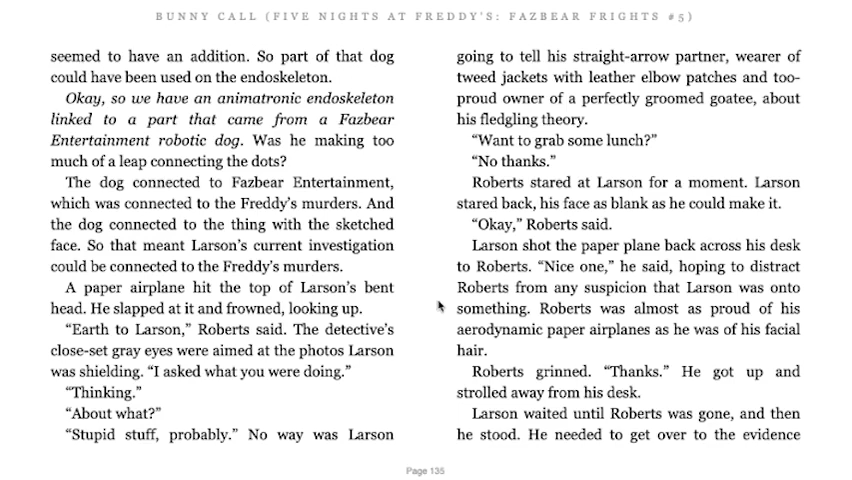 BUNNY CALL (FIVE NIGHTS AT FREDDY'S: FAZBEAR FRIGHTS #5)
seemed to have an addition. So part of that dog
could have been used on the endoskeleton.
Okay, so we have an animatronic endoskeleton
linked to a part that came from a Fazbear
Entertainment robotic dog. Was he making too
much of a leap connecting the dots?
The dog connected to Fazbear Entertainment,
which was connected to the Freddy's murders. And
the dog connected to the thing with the sketched
face. So that meant Larson's current investigation
could be connected to the Freddy's murders.
A paper airplane hit the top of Larson's bent
head. He slapped at it and frowned, looking up.
“Earth to Larson,” Roberts said. The detective's
close-set gray eyes were aimed at the photos Larson
was shielding. “I asked what you were doing.”
“Thinking.”
“About what?”
“Stupid stuff, probably.” No way was Larson
going to tell his straight-arrow partner, wearer of
tweed jackets with leather elbow patches and too-
proud owner of a perfectly groomed goatee, about
his fledgling theory.
“Want to grab some lunch?”
“No thanks.”
Roberts stared at Larson for a moment. Larson
stared back, his face as blank as he could make it.
“Okay,” Roberts said.
Larson shot the paper plane back across his desk
to Roberts. “Nice one,” he said, hoping to distract
Roberts from any suspicion that Larson was onto
something. Roberts was almost as proud of his
aerodynamic paper airplanes as he was of his facial
hair.
Roberts grinned. “Thanks.” He got up and
strolled away from his desk.
Larson waited until Roberts was gone, and then
he stood. He needed to get over to the evidence
Page 135